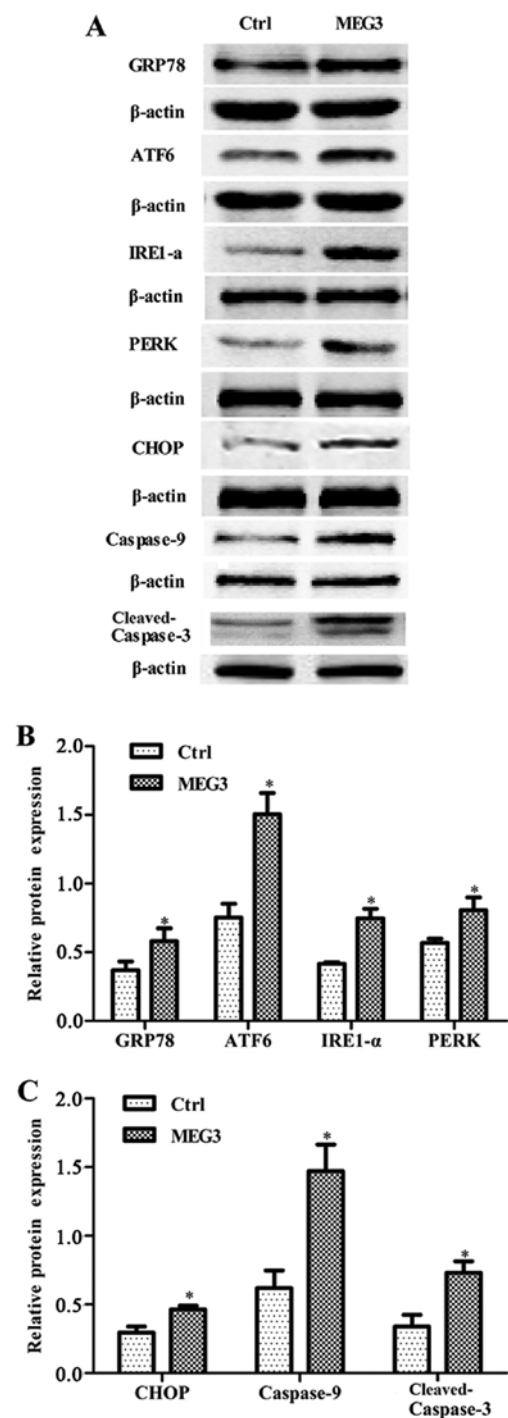 A
Ctrl MEG3
GRP78
β-actin
ATF6
β-actin
IRE1-a
β-actin
PERK
β-actin
CHOP
β-actin
Caspase-9
β-actin
Cleaved-
Caspase-3
β-actin
B
Relative protein expression
2.0
1.5
1.0
0.5
0.0
Ctrl
MEG3
* * * *
GRP78 ATF6 IRE1-α PERK
C
Relative protein expression
2.0
1.5
1.0
0.5
0.0
Ctrl
MEG3
* * *
CHOP Caspase-9 Cleaved-
Caspase-3